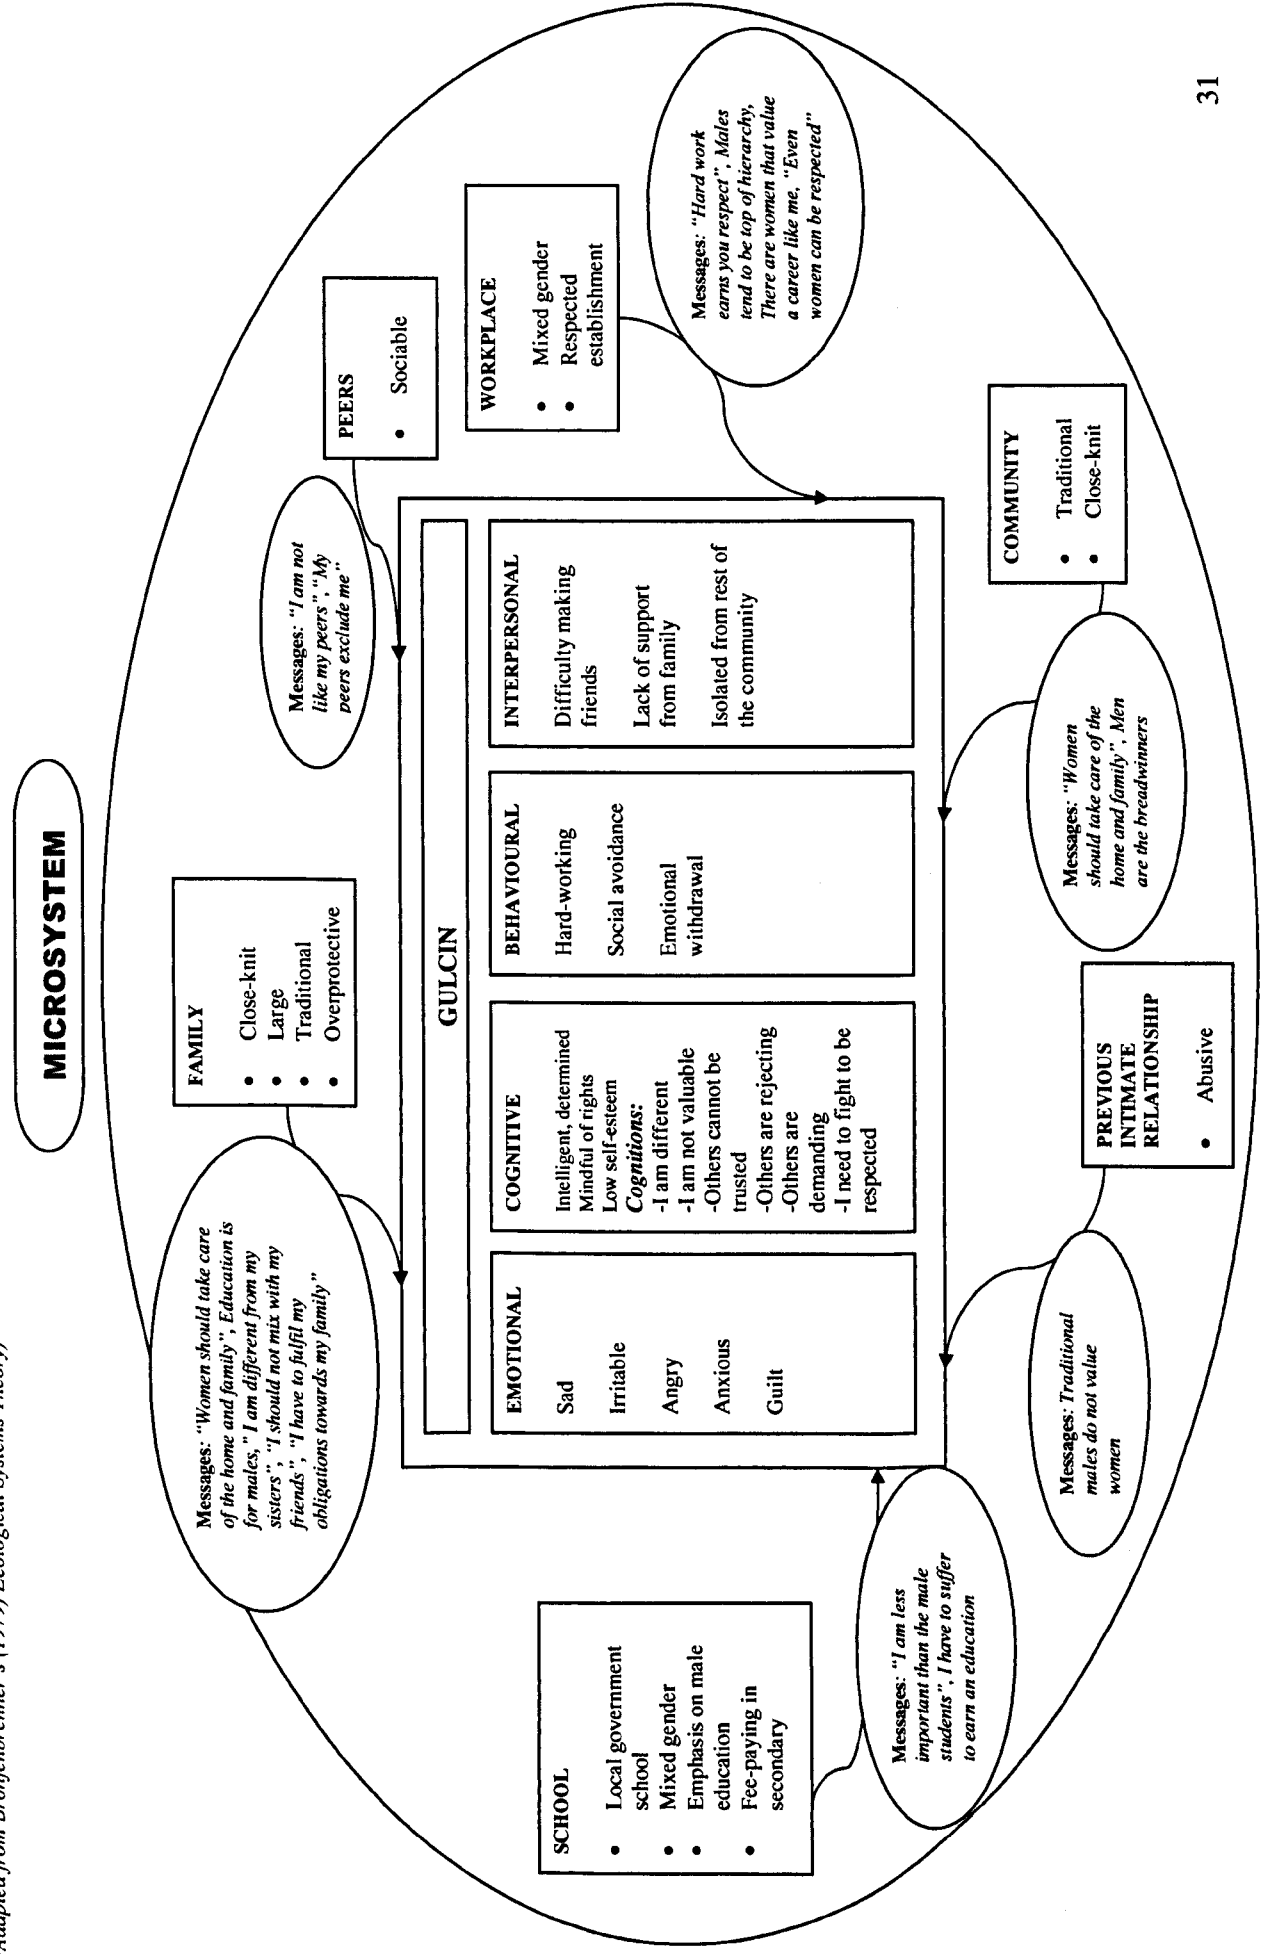 Adapted from Bronfenbrenner's (1979) Ecological Systems Theory)
MICROSYSTEM
Messages: "Women should take care
of the home and family", Education is
for males," I am different from my
sisters", "I should not mix with my
friends", "I have to fulfil my
obligations towards my family"
FAMILY
• Close-knit
• Large
• Traditional
• Overprotective
Messages: "I am not
like my peers", "My
peers exclude me"
PEERS
• Sociable
SCHOOL
• Local government
school
• Mixed gender
• Emphasis on male
education
• Fee-paying in
secondary
GULCIN
EMOTIONAL
Sad
Irritable
Angry
Anxious
Guilt
COGNITIVE
Intelligent, determined
Mindful of rights
Low self-esteem
Cognitions:
-I am different
-I am not valuable
-Others cannot be
trusted
-Others are rejecting
-Others are
demanding
-I need to fight to be
respected
BEHAVIOURAL
Hard-working
Social avoidance
Emotional
withdrawal
INTERPERSONAL
Difficulty making
friends
Lack of support
from family
Isolated from rest of
the community
WORKPLACE
• Mixed gender
• Respected
establishment
Messages: "Hard work
earns you respect", Males
tend to be top of hierarchy,
There are women that value
a career like me, "Even
women can be respected"
Messages: "I am less
important than the male
students", I have to suffer
to earn an education
Messages: Traditional
males do not value
women
PREVIOUS
INTIMATE
RELATIONSHIP
• Abusive
Messages: "Women
should take care of the
home and family", Men
are the breadwinners
COMMUNITY
• Traditional
• Close-knit
31